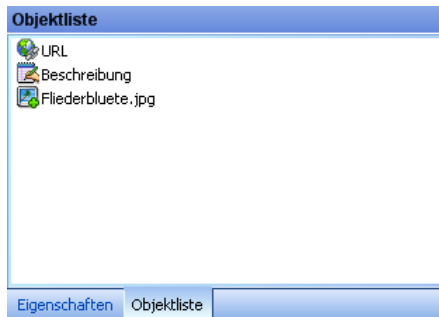 Objektliste
URL
Beschreibung
Fliederbluete.jpg
Eigenschaften Objektliste